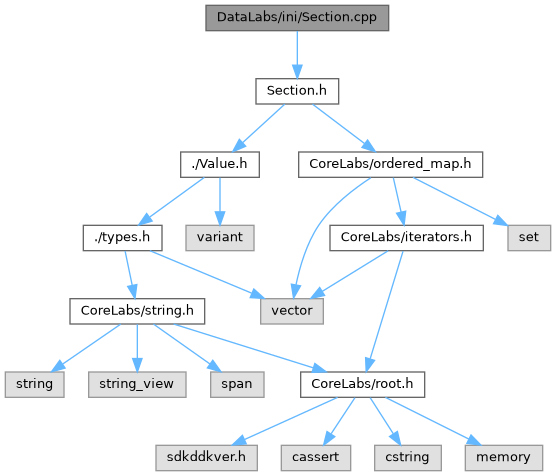 DataLabs/ini/Section.cpp
Section.h
./Value.h
CoreLabs/ordered_map.h
./types.h
variant
CoreLabs/iterators.h
set
CoreLabs/string.h
vector
string
string_view
span
CoreLabs/root.h
sdkddkver.h
cassert
cstring
memory